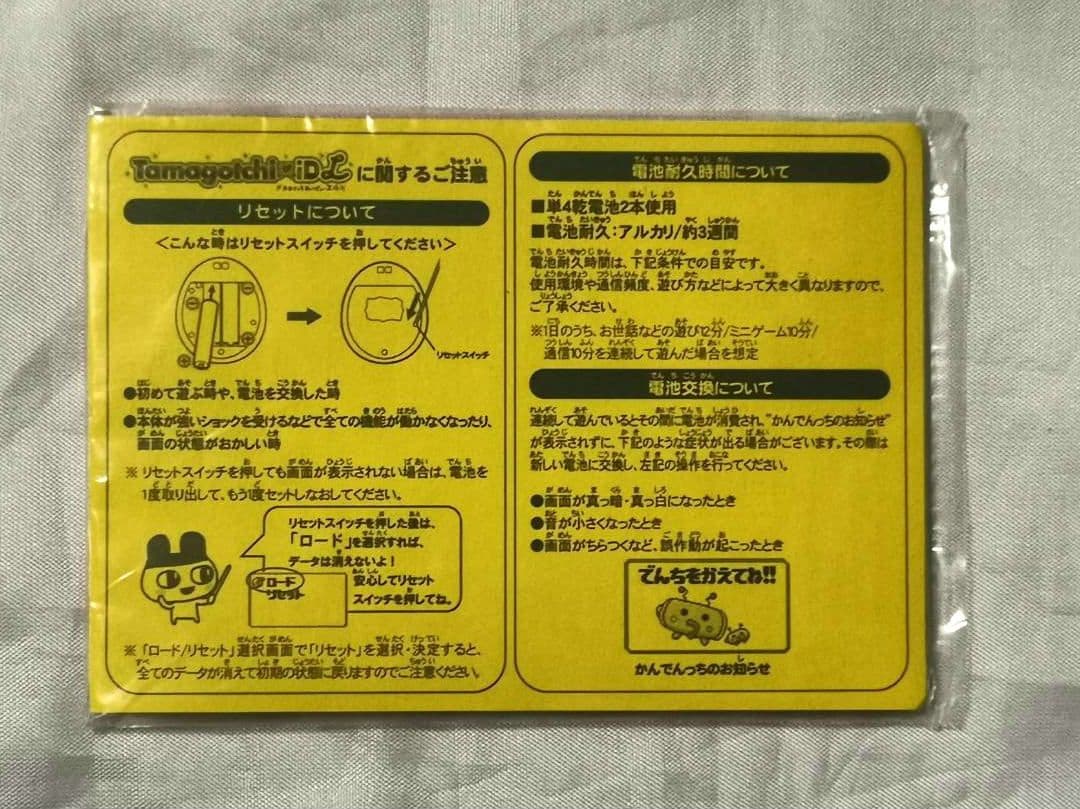 Tamagotchi iD L に関するご注意
リセットについて
＜こんな時はリセットスイッチを押してください＞
リセットスイッチ
●初めて遊ぶ時や、電池を交換した時
●本体が強いショックを受けるなどで全ての機能が働かなくなったり、
画面の状態がおかしい時
※ リセットスイッチを押しても画面が表示されない場合は、電池を
1度取り出して、もう1度セットしなおしてください。
リセットスイッチを押した後は、
「ロード」を選択すれば、
データは消えないよ！
安心してリセット
スイッチを押してね。
ロード
リセット
※「ロード/リセット」選択画面で「リセット」を選択・決定すると、
全てのデータが消えて初期の状態に戻りますのでご注意ください。
電池耐久時間について
■単4乾電池2本使用
■電池耐久：アルカリ/約3週間
電池耐久時間は、下記条件での目安です。
使用環境や通信頻度、遊び方などによって大きく異なりますので、
ご了承ください。
※1日のうち、お世話などの遊び12分/ミニゲーム10分/
通信10分を連続して遊んだ場合を想定
電池交換について
連続して遊んでいるとその間に電池が消費され、"かんでんっちのお知らせ"
が表示されずに、下記のような症状が出る場合がございます。その際は
新しい電池に交換し、左記の操作を行ってください。
●画面が真っ暗・真っ白になったとき
●音が小さくなったとき
●画面がちらつくなど、誤作動が起こったとき
でんちをかえてね!!
かんでんっちのお知らせ